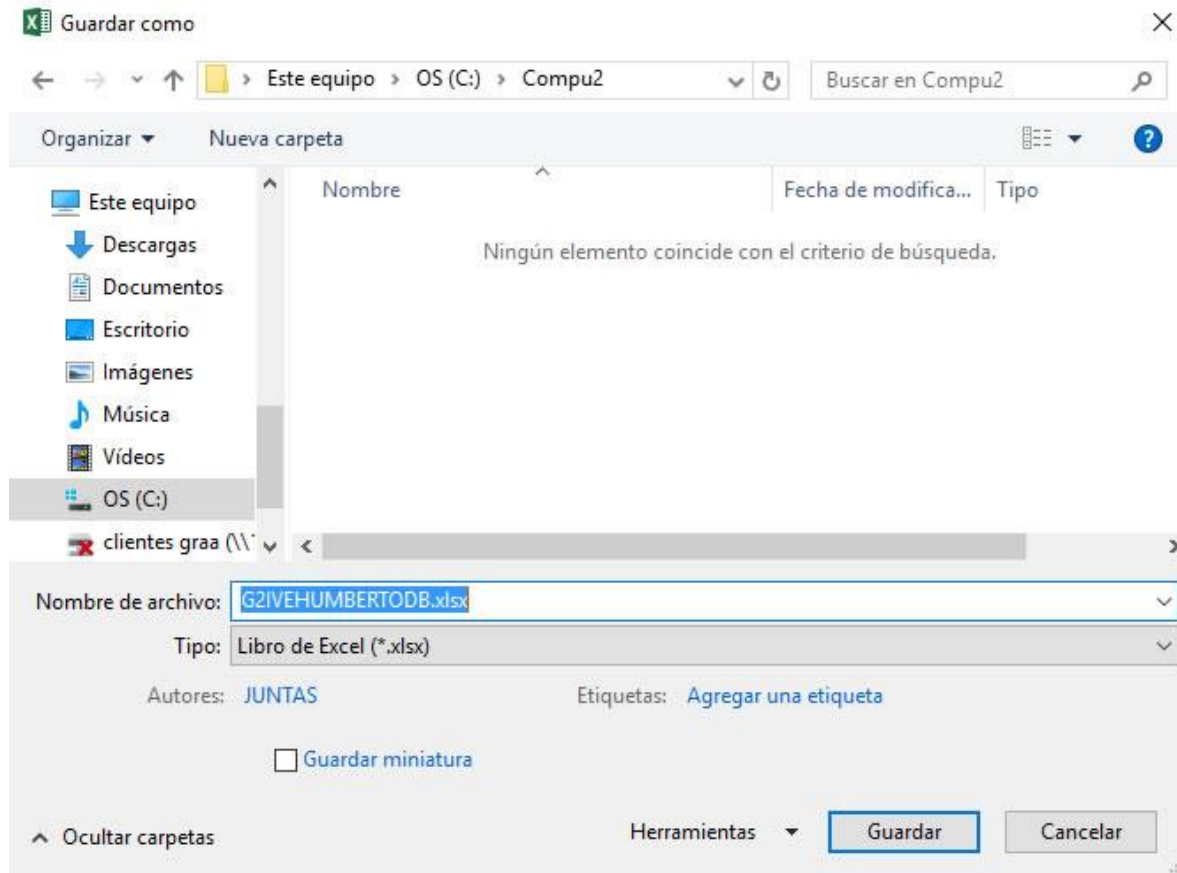 Guardar como
Este equipo > OS (C:) > Compu2
Buscar en Compu2
Organizar
Nueva carpeta
Nombre
Fecha de modifica...
Tipo
Ningún elemento coincide con el criterio de búsqueda.
Este equipo
Descargas
Documentos
Escritorio
Imágenes
Música
Vídeos
OS (C:)
clientes graa (\\
Nombre de archivo: G2IVEHUMBERTODB.xlsx
Tipo: Libro de Excel (*.xlsx)
Autores: JUNTAS
Etiquetas: Agregar una etiqueta
Guardar miniatura
Ocultar carpetas
Herramientas
Guardar
Cancelar